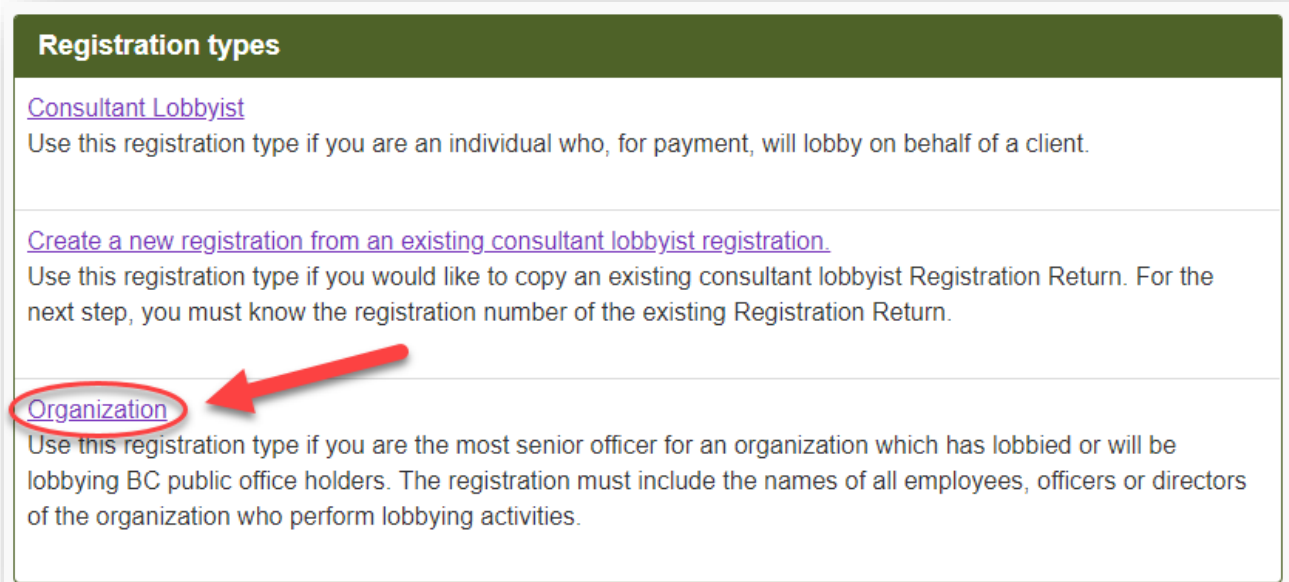 Registration types
Consultant Lobbyist
Use this registration type if you are an individual who, for payment, will lobby on behalf of a client.
Create a new registration from an existing consultant lobbyist registration.
Use this registration type if you would like to copy an existing consultant lobbyist Registration Return. For the
next step, you must know the registration number of the existing Registration Return.
Organization
Use this registration type if you are the most senior officer for an organization which has lobbied or will be
lobbying BC public office holders. The registration must include the names of all employees, officers or directors
of the organization who perform lobbying activities.